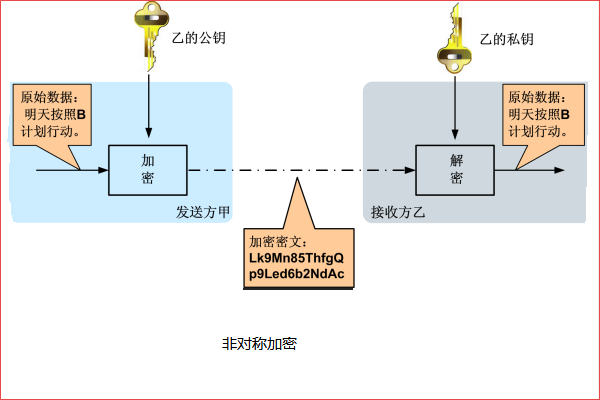 乙的公钥
乙的私钥
原始数据：
明天按照B
计划行动。
加
密
发送方甲
加密密文：
Lk9Mn85ThfgQ
p9Led6b2NdAc
解
密
接收方乙
原始数据：
明天按照B
计划行动。
非对称加密